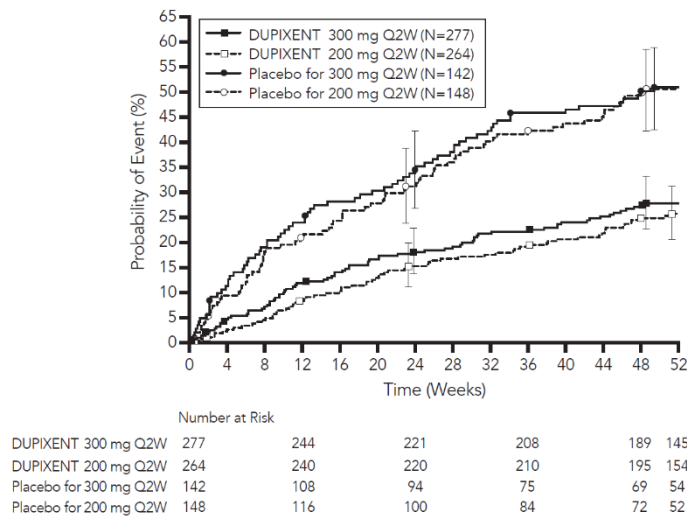 65
60
55
50
45
40
35
30
25
20
15
10
5
0
Probability of Event (%)
DUPIXENT 300 mg Q2W (N=277)
DUPIXENT 200 mg Q2W (N=264)
Placebo for 300 mg Q2W (N=142)
Placebo for 200 mg Q2W (N=148)
0 4 8 12 16 20 24 28 32 36 40 44 48 52
Time (Weeks)
Number at Risk
DUPIXENT 300 mg Q2W 277 244 221 208 189 145
DUPIXENT 200 mg Q2W 264 240 220 210 195 154
Placebo for 300 mg Q2W 142 108 94 75 69 54
Placebo for 200 mg Q2W 148 116 100 84 72 52